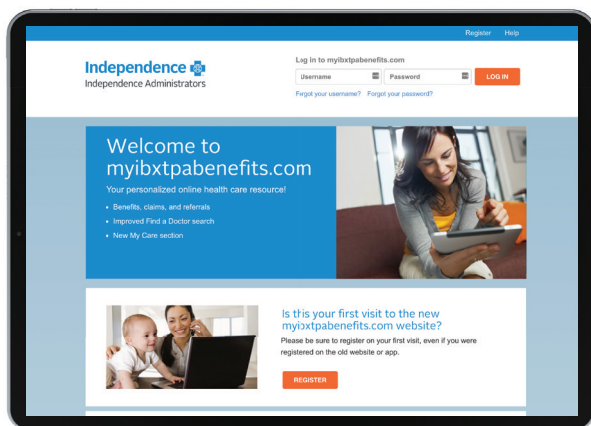 Register Help
Independence
Independence Administrators
Log in to myibxtpabenefits.com
Username Password LOG IN
Forgot your username? Forgot your password?
Welcome to
myibxtpabenefits.com
Your personalized online health care resource!
• Benefits, claims, and referrals
• Improved Find a Doctor search
• New My Care section
Is this your first visit to the new
myibxtpabenefits.com website?
Please be sure to register on your first visit, even if you were
registered on the old website or app.
REGISTER